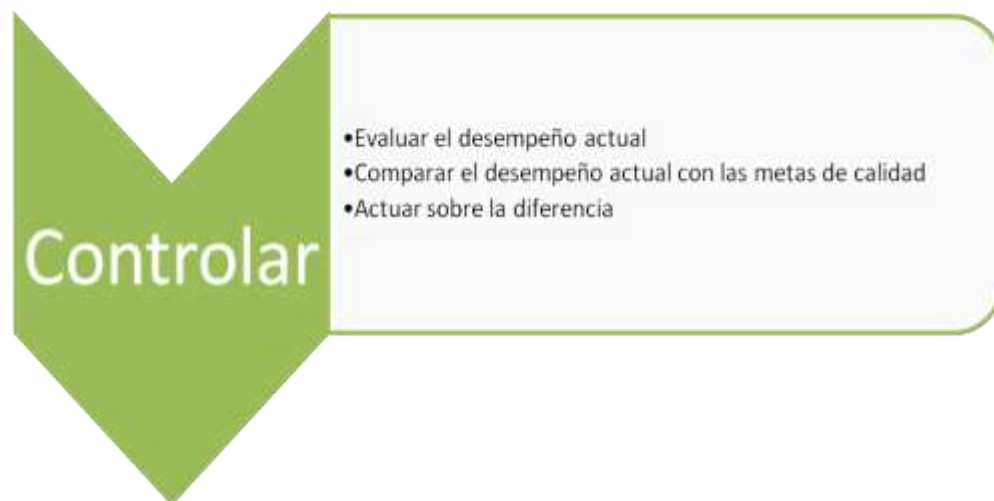 Controlar
•Evaluar el desempeño actual
•Comparar el desempeño actual con las metas de calidad
•Actuar sobre la diferencia